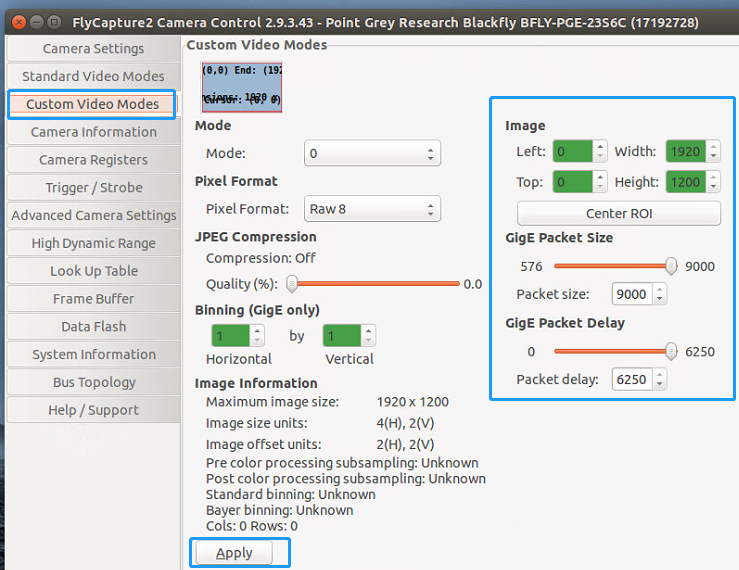 FlyCapture2 Camera Control 2.9.3.43 - Point Grey Research Blackfly BFLY-PGE-23S6C (17192728)
Camera Settings
Standard Video Modes
Custom Video Modes
Camera Information
Camera Registers
Trigger / Strobe
Advanced Camera Settings
High Dynamic Range
Look Up Table
Frame Buffer
Data Flash
System Information
Bus Topology
Help / Support
Custom Video Modes
(0,0) End: (192
nsions: 1920 x
Cursor: (0, 0)
Mode
Mode: 0
Pixel Format
Pixel Format: Raw 8
JPEG Compression
Compression: Off
Quality (%): 0.0
Binning (GigE only)
1 by 1
Horizontal Vertical
Image Information
Maximum image size: 1920 x 1200
Image size units: 4(H), 2(V)
Image offset units: 2(H), 2(V)
Pre color processing subsampling: Unknown
Post color processing subsampling: Unknown
Standard binning: Unknown
Bayer binning: Unknown
Cols: 0 Rows: 0
Apply
Image
Left: 0 Width: 1920
Top: 0 Height: 1200
Center ROI
GigE Packet Size
576 9000
Packet size: 9000
GigE Packet Delay
0 6250
Packet delay: 6250